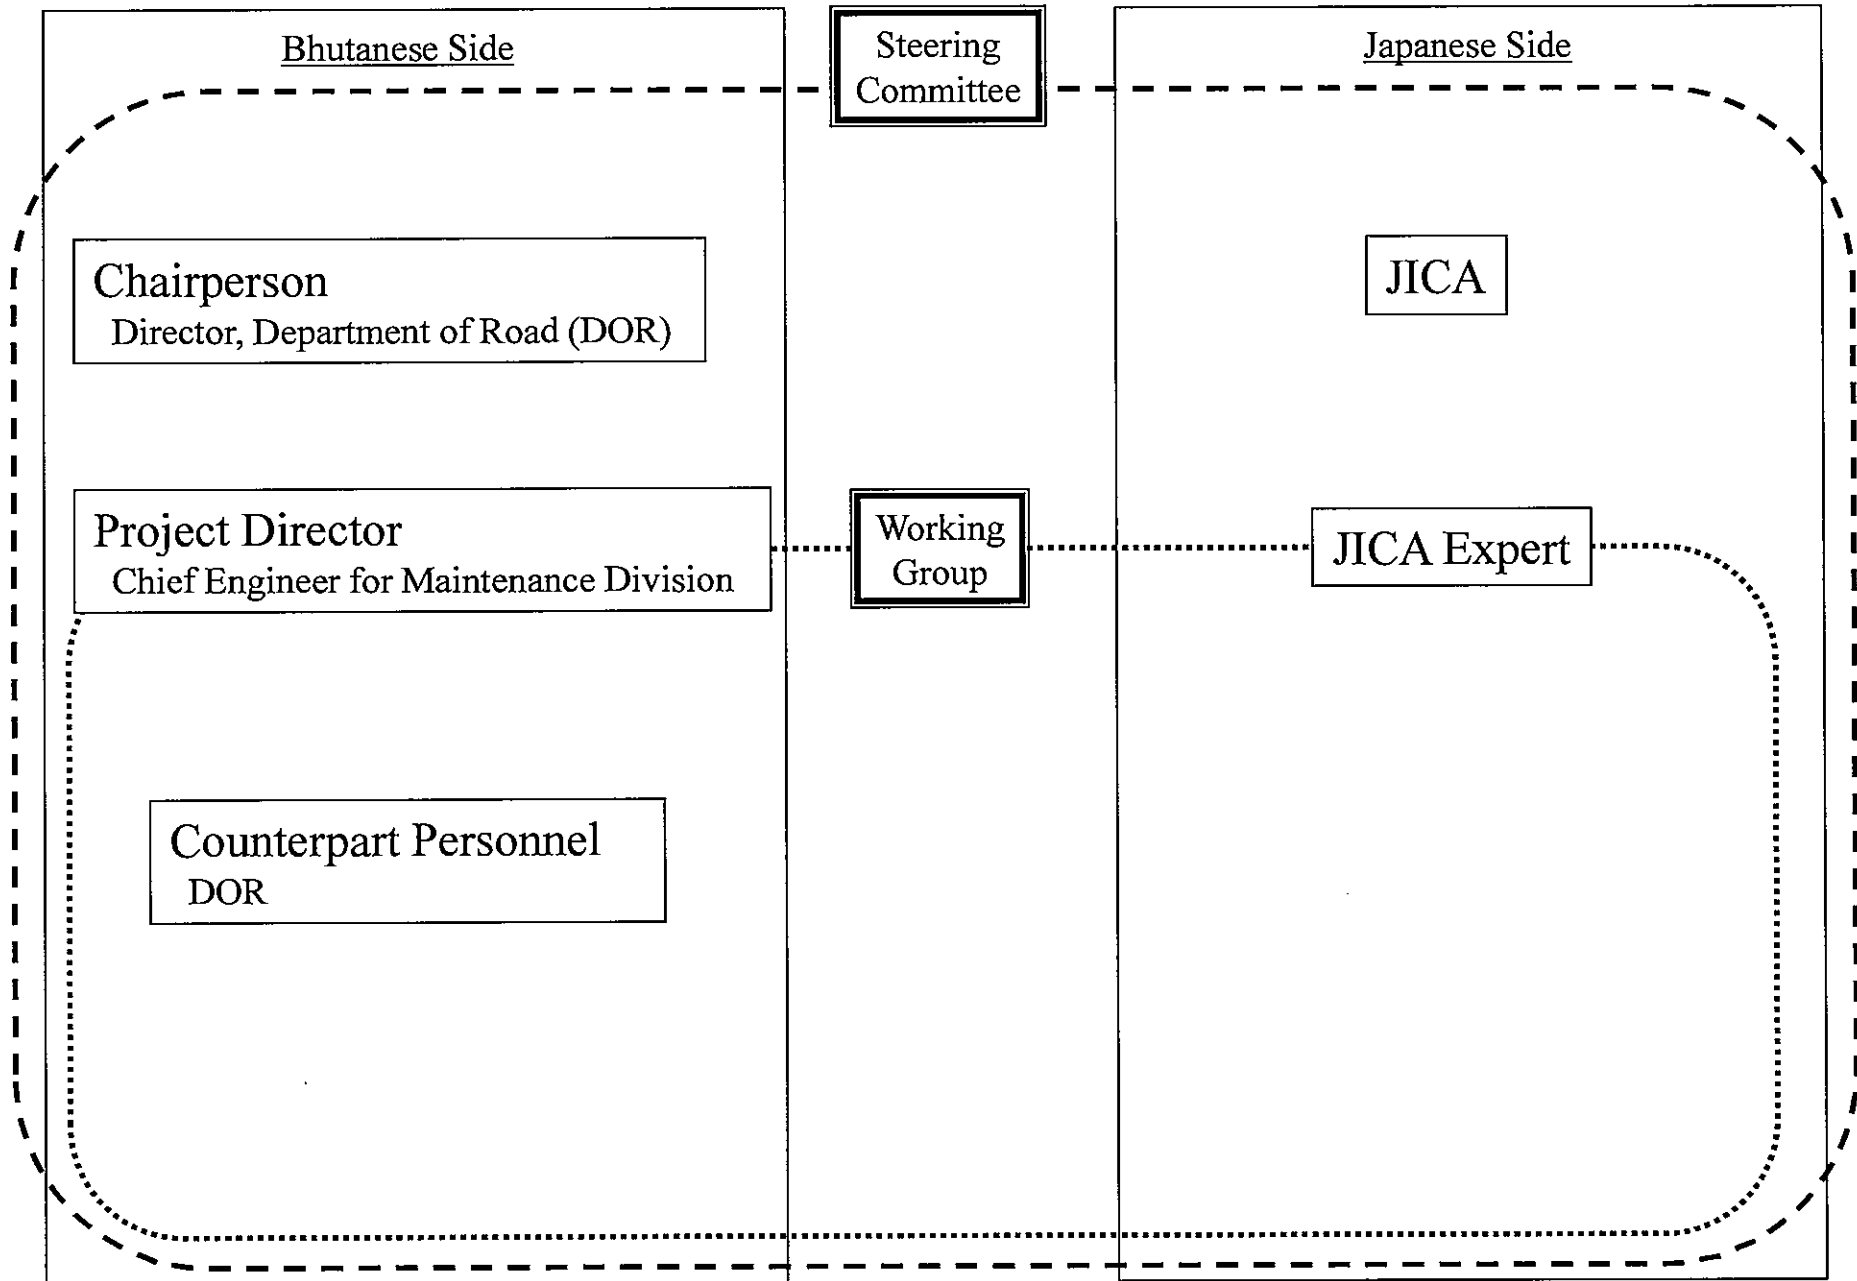 Bhutanese Side
Steering
Committee
Japanese Side
Chairperson
Director, Department of Road (DOR)
JICA
Project Director
Chief Engineer for Maintenance Division
Working
Group
JICA Expert
Counterpart Personnel
DOR